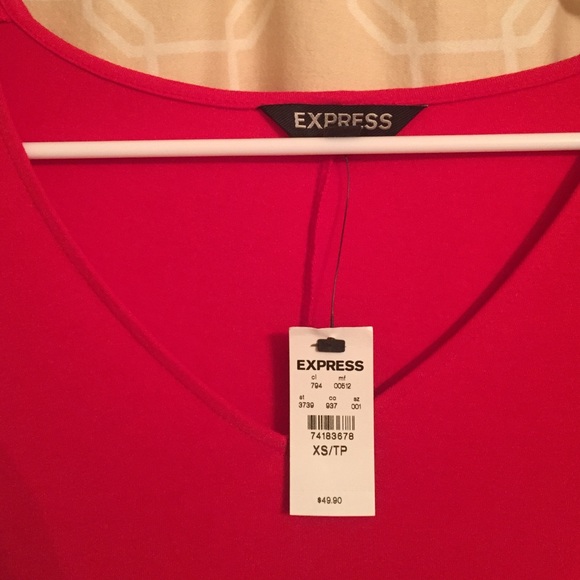 EXPRESS
EXPRESS
cl mf
794 00512
st co sz
3739 937 001
74183678
XS/TP
$49.90